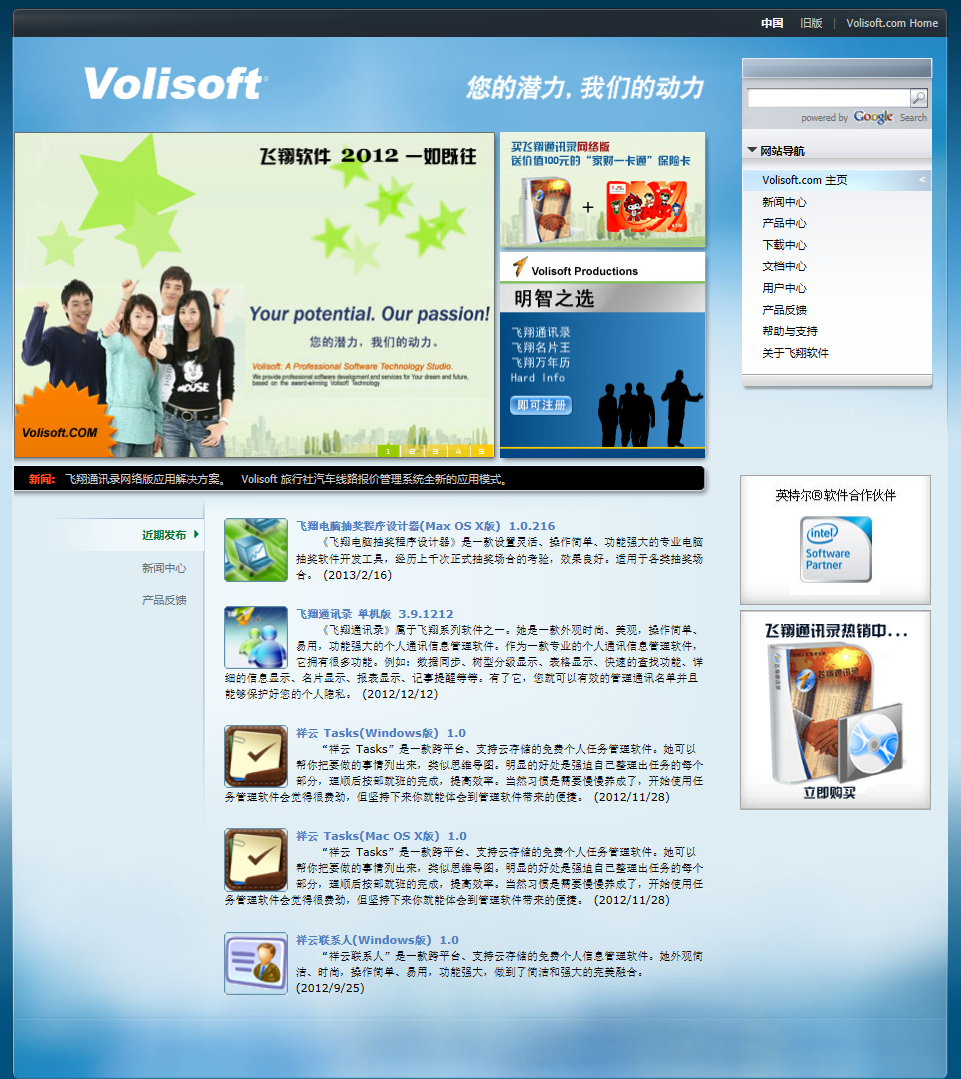 中国 旧版 | Volisoft.com Home
Volisoft®
您的潜力, 我们的动力
powered by Google Search
网站导航
Volisoft.com 主页 <
新闻中心
产品中心
下载中心
文档中心
用户中心
产品反馈
帮助与支持
关于飞翔软件
飞翔软件 2012 一如既往
Your potential. Our passion!
您的潜力，我们的动力。
Volisoft: A Professional Software Technology Studio.
We provide professional software development and services for Your dream and future,
based on the award-winning Volisoft Technology.
MOUSE
Volisoft.COM
1 2 3 4 5
买飞翔通讯录网络版
送价值100元的“家财一卡通”保险卡
+
Volisoft Productions
明智之选
飞翔通讯录
飞翔名片王
飞翔万年历
Hard Info
即可注册
新闻: 飞翔通讯录网络版应用解决方案。 Volisoft 旅行社汽车线路报价管理系统全新的应用模式。
近期发布
新闻中心
产品反馈
飞翔电脑抽奖程序设计器(Max OS X版) 1.0.216
《飞翔电脑抽奖程序设计器》是一款设置灵活、操作简单、功能强大的专业电脑
抽奖软件开发工具，经历上千次正式抽奖场合的考验，效果良好。适用于各类抽奖场
合。 (2013/2/16)
飞翔通讯录 单机版 3.9.1212
《飞翔通讯录》属于飞翔系列软件之一。她是一款外观时尚、美观，操作简单、
易用，功能强大的个人通讯信息管理软件。作为一款专业的个人通讯信息管理软件，
它拥有很多功能。例如：数据同步、树型分级显示、表格显示、快速的查找功能、详
细的信息显示、名片显示、报表显示、记事提醒等等。有了它，您就可以有效的管理通讯名单并且
能够保护好您的个人隐私。 (2012/12/12)
祥云 Tasks(Windows版) 1.0
“祥云 Tasks”是一款跨平台、支持云存储的免费个人任务管理软件。她可以
帮你把要做的事情列出来，类似思维导图。明显的好处是强迫自己整理出任务的每个
部分，理顺后按部就班的完成，提高效率。当然习惯是需要慢慢养成了，开始使用任
务管理软件会觉得很费劲，但坚持下来你就能体会到管理软件带来的便捷。 (2012/11/28)
祥云 Tasks(Mac OS X版) 1.0
“祥云 Tasks”是一款跨平台、支持云存储的免费个人任务管理软件。她可以
帮你把要做的事情列出来，类似思维导图。明显的好处是强迫自己整理出任务的每个
部分，理顺后按部就班的完成，提高效率。当然习惯是需要慢慢养成了，开始使用任
务管理软件会觉得很费劲，但坚持下来你就能体会到管理软件带来的便捷。 (2012/11/28)
祥云联系人(Windows版) 1.0
“祥云联系人”是一款跨平台、支持云存储的免费个人信息管理软件。她外观简
洁、时尚，操作简单、易用，功能强大，做到了简洁和强大的完美融合。
(2012/9/25)
英特尔®软件合作伙伴
intel
Software
Partner
飞翔通讯录热销中...
飞翔通讯录
立即购买